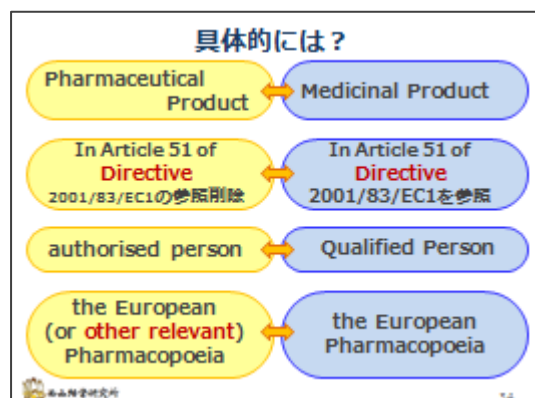 具体的には？
Pharmaceutical
Product
Medicinal Product
In Article 51 of
Directive
2001/83/EC1の参照削除
In Article 51 of
Directive
2001/83/EC1を参照
authorised person
Qualified Person
the European
(or other relevant)
Pharmacopoeia
the European
Pharmacopoeia